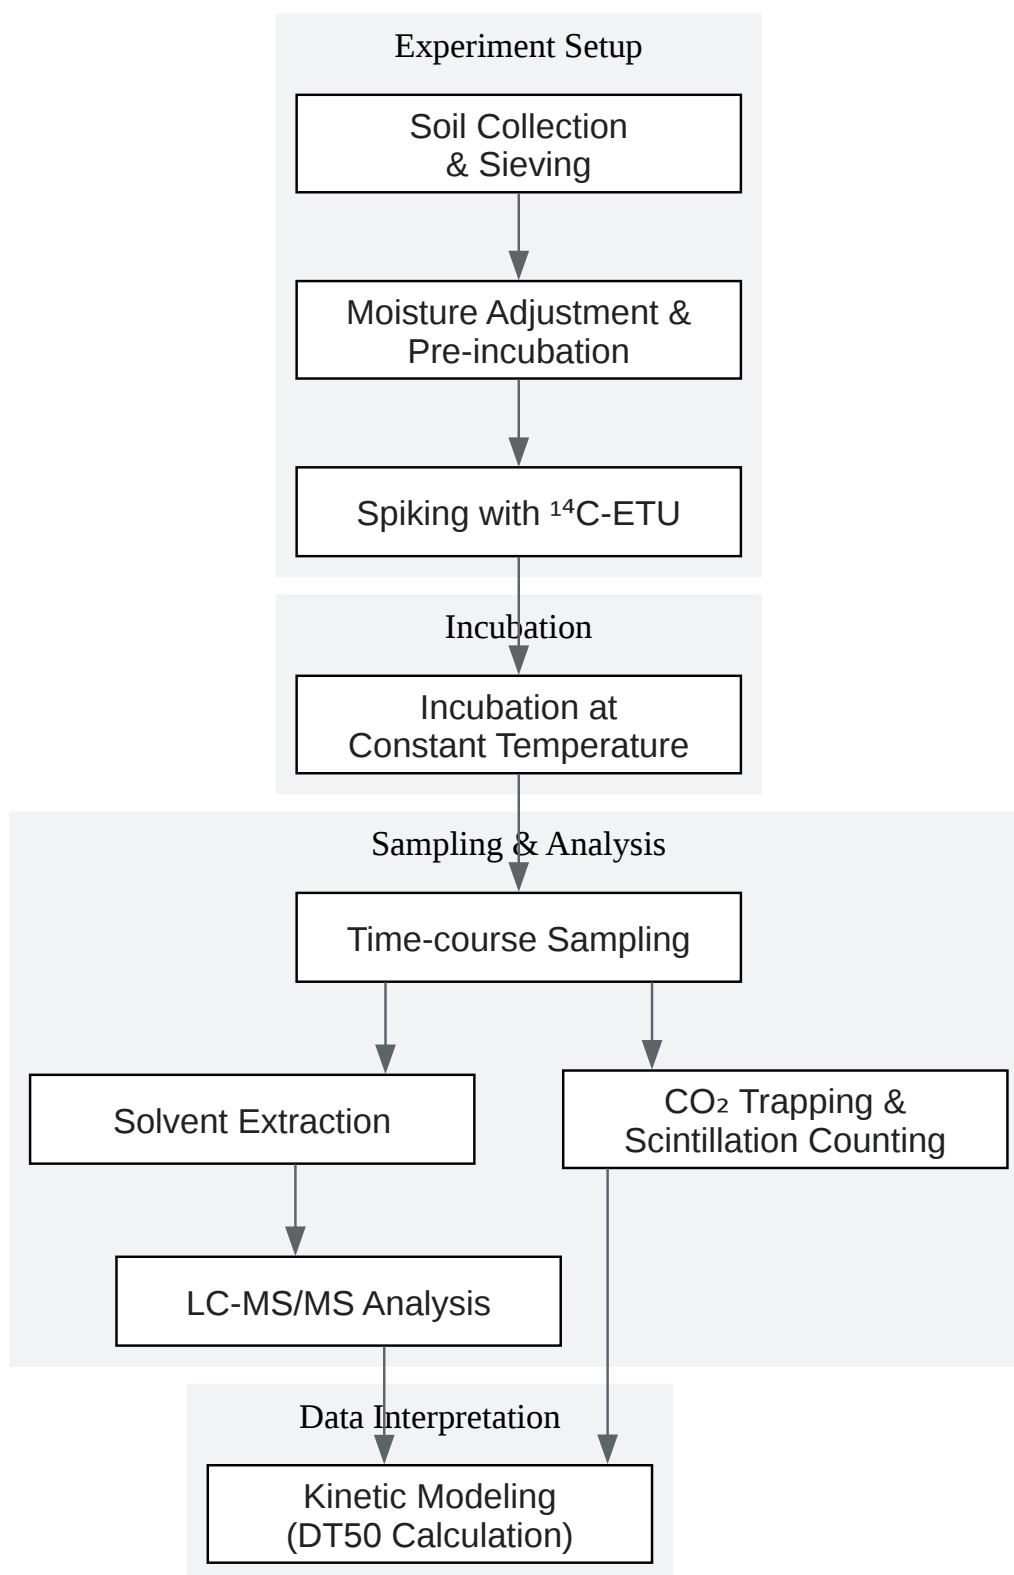 Experiment Setup
Soil Collection
& Sieving
Moisture Adjustment &
Pre-incubation
Spiking with ¹⁴C-ETU
Incubation
Incubation at
Constant Temperature
Sampling & Analysis
Time-course Sampling
Solvent Extraction
CO₂ Trapping &
Scintillation Counting
LC-MS/MS Analysis
Data Interpretation
Kinetic Modeling
(DT50 Calculation)